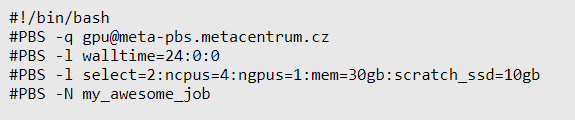 #!/bin/bash
#PBS -q gpu@meta-pbs.metacentrum.cz
#PBS -l walltime=24:0:0
#PBS -l select=2:ncpus=4:ngpus=1:mem=30gb:scratch_ssd=10gb
#PBS -N my_awesome_job